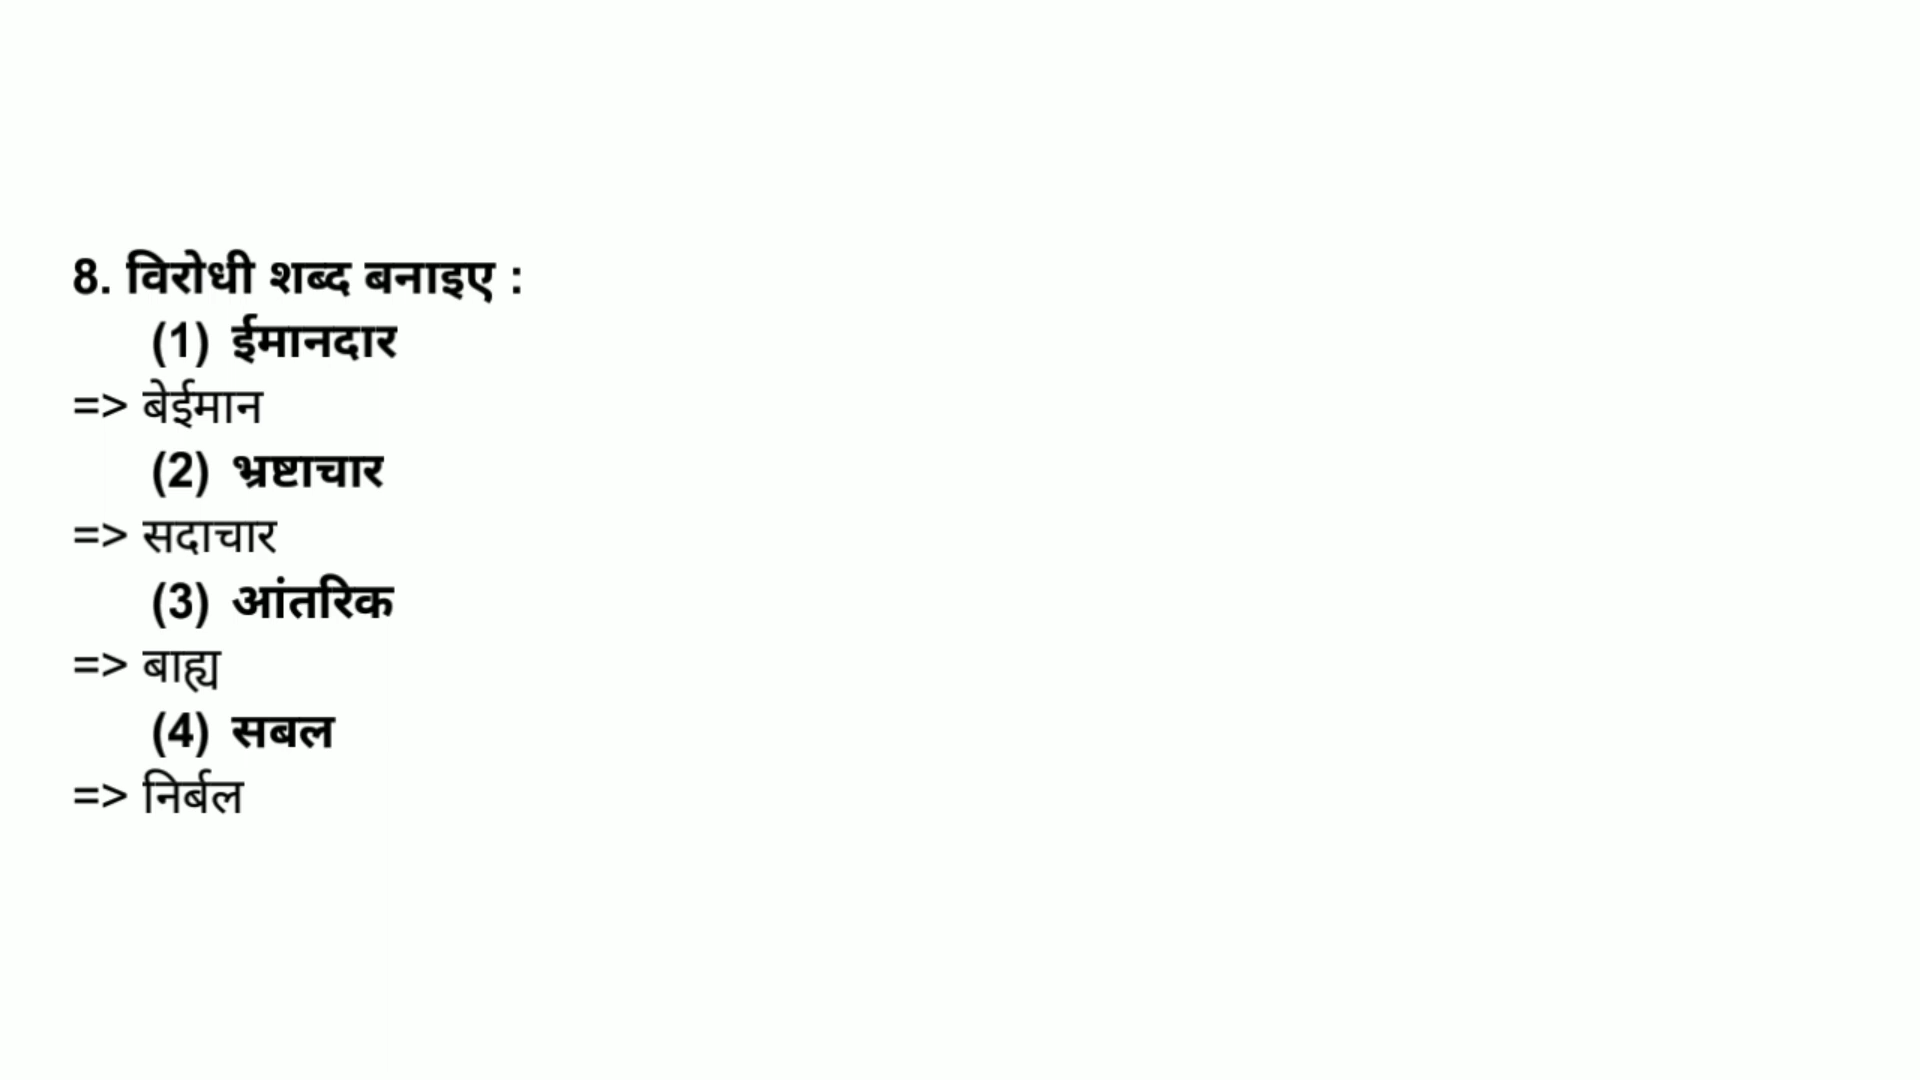 8. विरोधी शब्द बनाइए :
(1) ईमानदार
=> बेईमान
(2) भ्रष्टाचार
=> सदाचार
(3) आंतरिक
=> बाह्य
(4) सबल
=> निर्बल